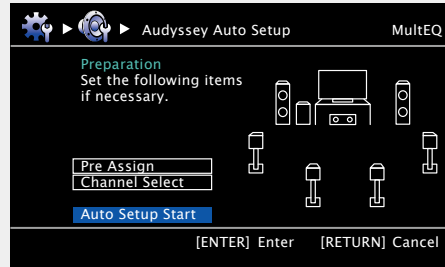 Audyssey Auto Setup MultEQ
Preparation
Set the following items
if necessary.
Pre Assign
Channel Select
Auto Setup Start
[ENTER] Enter [RETURN] Cancel